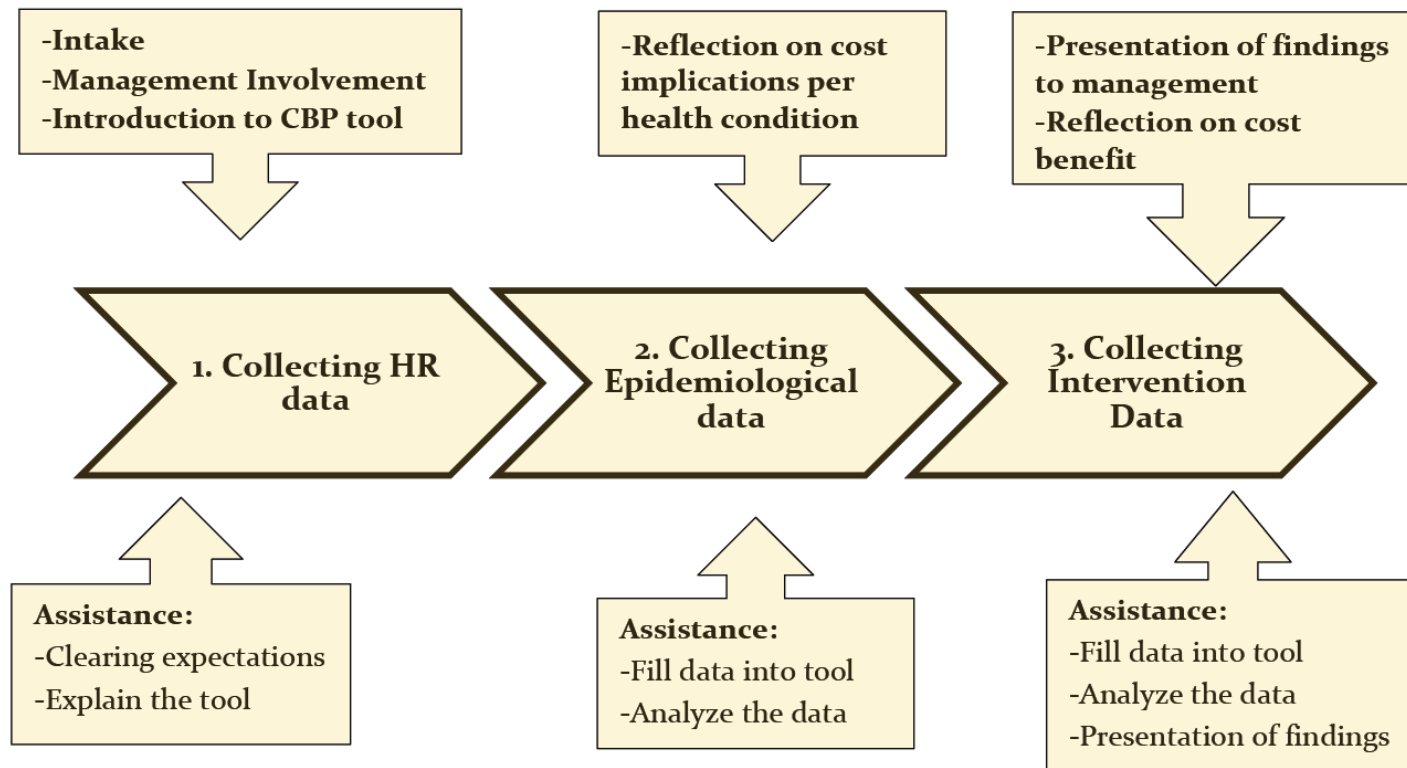 -Intake
-Management Involvement
-Introduction to CBP tool
-Reflection on cost
implications per
health condition
-Presentation of findings
to management
-Reflection on cost
benefit
1. Collecting HR
data
2. Collecting
Epidemiological
data
3. Collecting
Intervention
Data
Assistance:
-Clearing expectations
-Explain the tool
Assistance:
-Fill data into tool
-Analyze the data
Assistance:
-Fill data into tool
-Analyze the data
-Presentation of findings